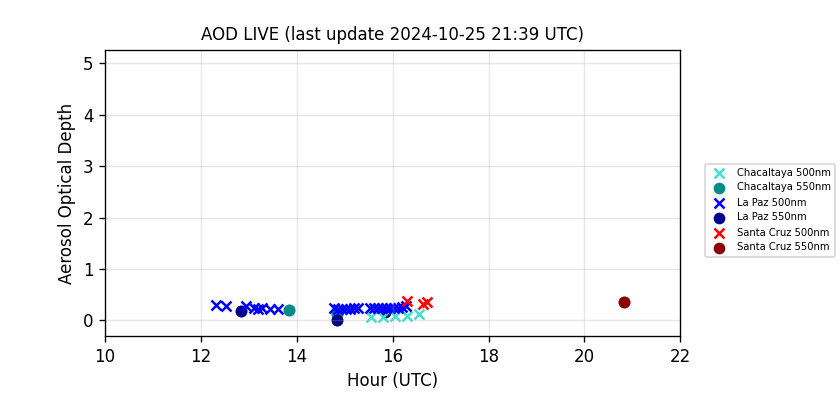 AOD LIVE (last update 2024-10-25 21:39 UTC)
Aerosol Optical Depth
5
4
3
2
1
0
10 12 14 16 18 20 22
Hour (UTC)
Chacaltaya 500nm
Chacaltaya 550nm
La Paz 500nm
La Paz 550nm
Santa Cruz 500nm
Santa Cruz 550nm